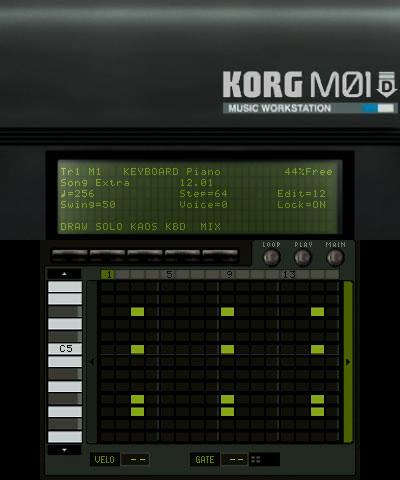 KORG M01D
MUSIC WORKSTATION
Tr1 M1 KEYBOARD Piano 44%Free
Song Extra 12.01
♩=256 Step=64 Edit=12
Swing=50 Voice=0 Lock=ON
DRAW SOLO KAOS KBD MIX
LOOP PLAY MAIN
1 5 9 13
C5
VELO -- GATE --